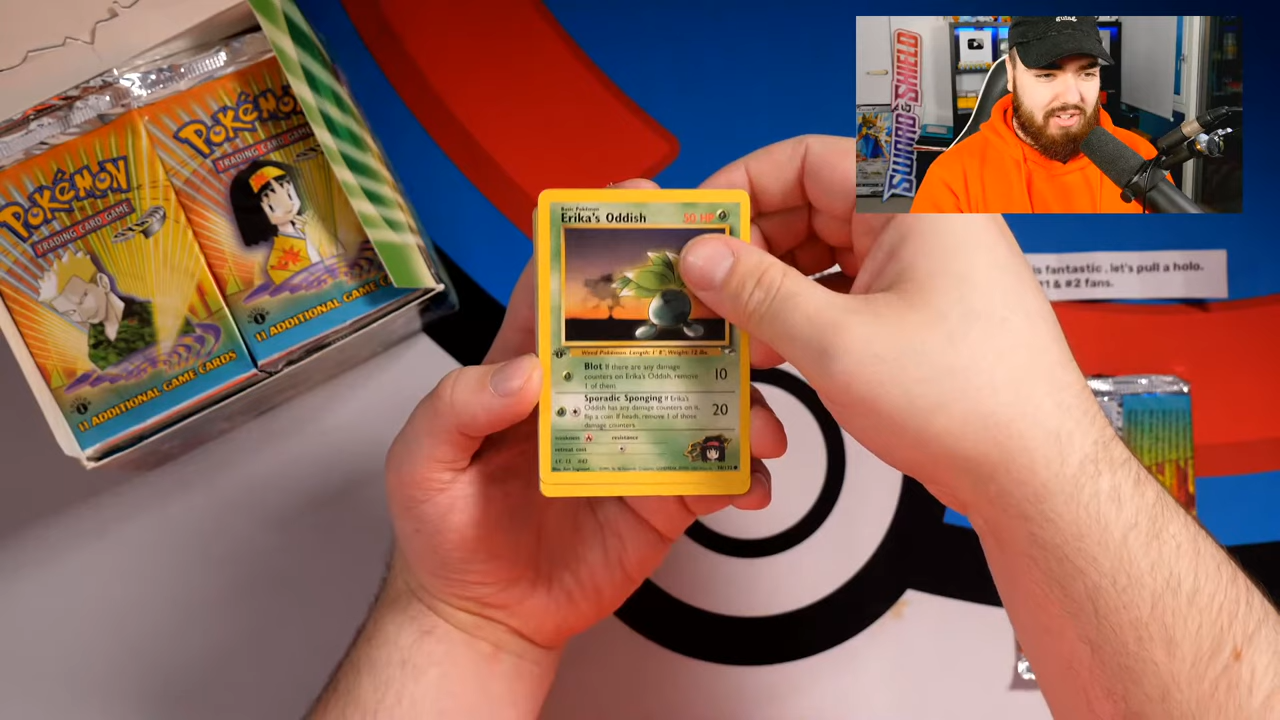 POKéMON
TRADING CARD GAME
11 ADDITIONAL GAME CARDS
POKéMON
TRADING CARD GAME
11 ADDITIONAL GAME CARDS
SWORD & SHIELD
is fantastic , let's pull a holo.
& #2 fans.
Basic Pokémon
Erika's Oddish 50 HP
Weed Pokémon. Length: 1' 8", Weight: 12 lbs.
Blot If there are any damage
counters on Erika's Oddish, remove
1 of them. 10
Sporadic Sponging If Erika's
Oddish has any damage counters on it,
flip a coin. If heads, remove 1 of those
damage counters. 20
weakness resistance
retreat cost